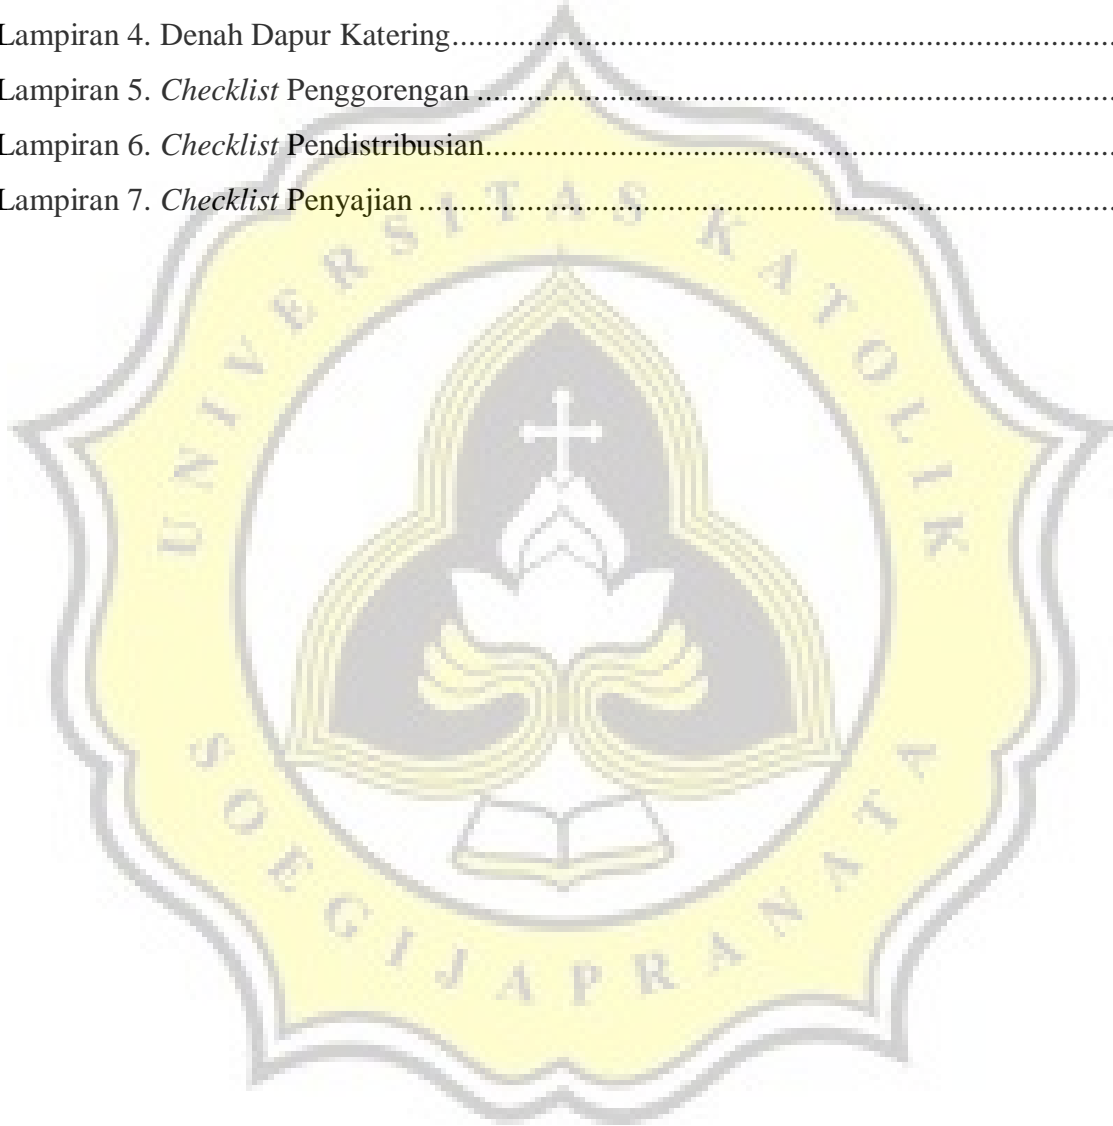 Lampiran 4. Denah Dapur Katering...............................................................................
Lampiran 5. Checklist Penggorengan ............................................................................
Lampiran 6. Checklist Pendistribusian...........................................................................
Lampiran 7. Checklist Penyajian ...................................................................................
UNIVERSITAS KATOLIK
SOEGIJAPRANATA